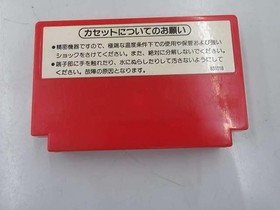 カセットについてのお願い
●精密機器ですので、極端な温度条件下での使用や保管および強い
ショックをさけてください。また、絶対に分解しないでください。
●端子部に手を触れたり、水にぬらしたりして汚さないようにして
ください。故障の原因となります。